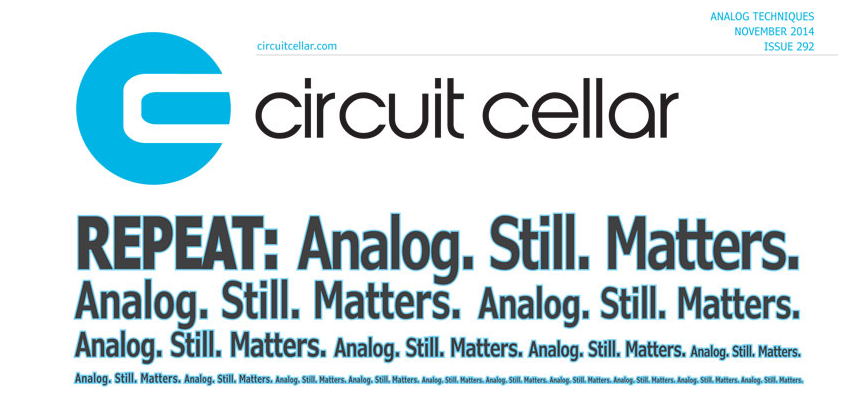 ANALOG TECHNIQUES
NOVEMBER 2014
circuitcellar.com
ISSUE 292
circuit cellar
REPEAT: Analog. Still. Matters.
Analog. Still. Matters. Analog. Still. Matters.
Analog. Still. Matters. Analog. Still. Matters. Analog. Still. Matters. Analog. Still. Matters.
Analog. Still. Matters. Analog. Still. Matters. Analog. Still. Matters. Analog. Still. Matters. Analog. Still. Matters. Analog. Still. Matters. Analog. Still. Matters. Analog. Still. Matters. Analog. Still. Matters. Analog. Still. Matters.